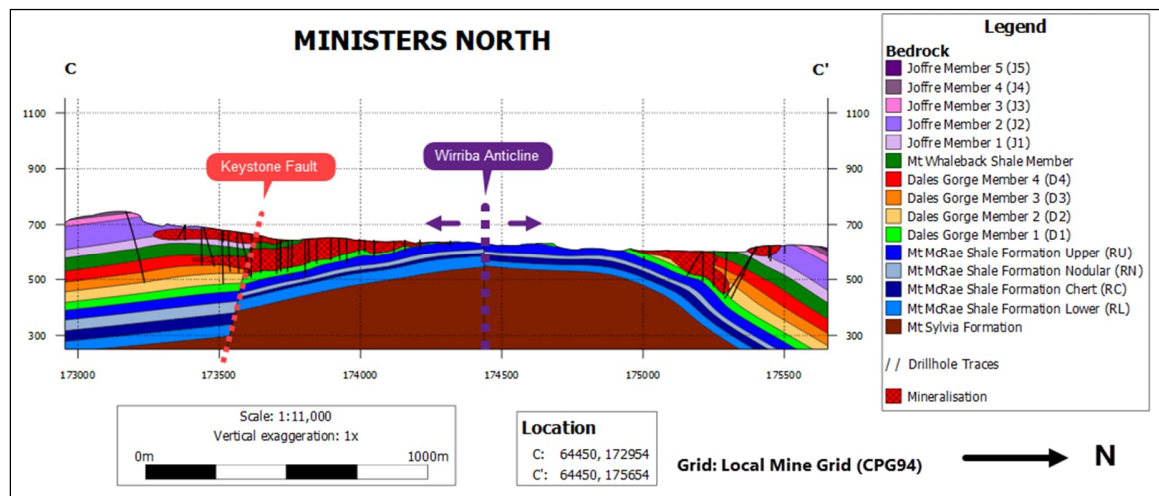 MINISTERS NORTH
C
C'
Keystone Fault
Wirriba Anticline
1100
1100
900
900
700
700
500
500
300
300
173000
173500
174000
174500
175000
175500
Scale: 1:11,000
Vertical exaggeration: 1x
0m
1000m
Location
C: 64450, 172954
C': 64450, 175654
Grid: Local Mine Grid (CPG94)
N
Legend
Bedrock
Joffre Member 5 (J5)
Joffre Member 4 (J4)
Joffre Member 3 (J3)
Joffre Member 2 (J2)
Joffre Member 1 (J1)
Mt Whaleback Shale Member
Dales Gorge Member 4 (D4)
Dales Gorge Member 3 (D3)
Dales Gorge Member 2 (D2)
Dales Gorge Member 1 (D1)
Mt McRae Shale Formation Upper (RU)
Mt McRae Shale Formation Nodular (RN)
Mt McRae Shale Formation Chert (RC)
Mt McRae Shale Formation Lower (RL)
Mt Sylvia Formation
/ / Drillhole Traces
Mineralisation